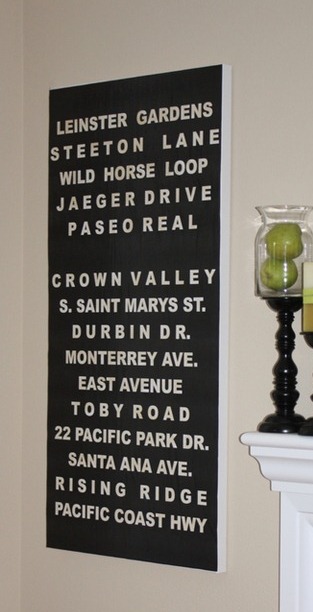 LEINSTER GARDENS
STEETON LANE
WILD HORSE LOOP
JAEGER DRIVE
PASEO REAL
CROWN VALLEY
S. SAINT MARYS ST.
DURBIN DR.
MONTERREY AVE.
EAST AVENUE
TOBY ROAD
22 PACIFIC PARK DR.
SANTA ANA AVE.
RISING RIDGE
PACIFIC COAST HWY